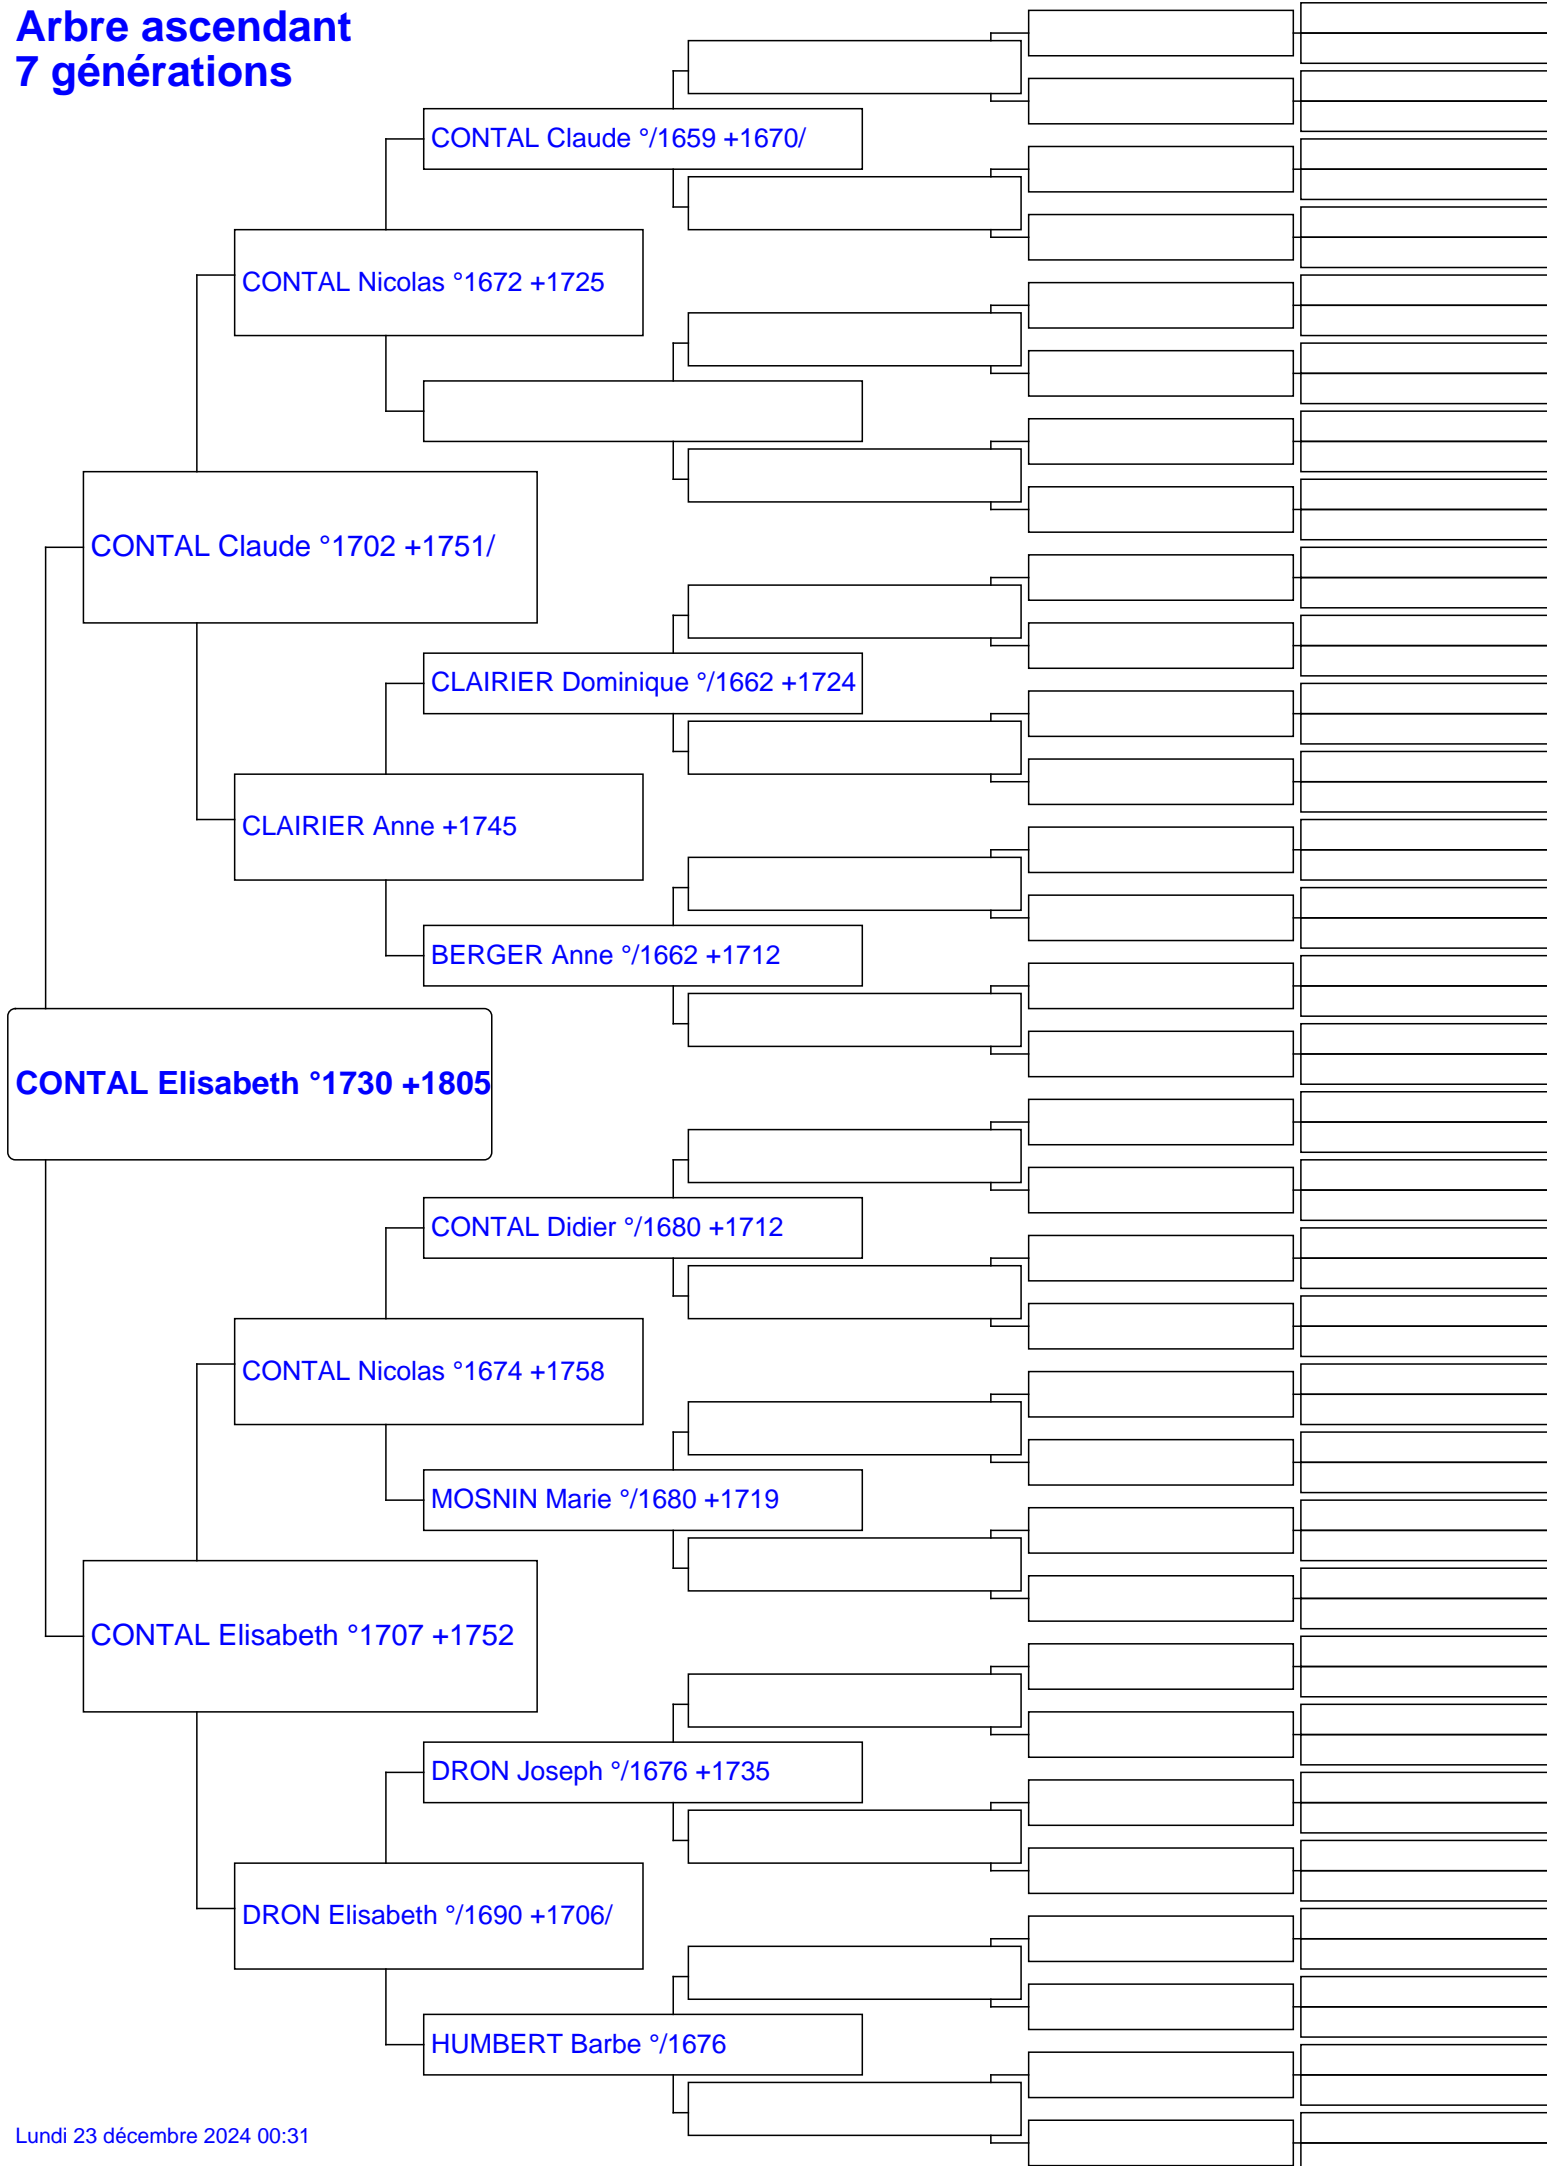 Arbre ascendant
7 générations
CONTAL Claude °/1659 +1670/
CONTAL Nicolas °1672 +1725
CONTAL Claude °1702 +1751/
CLAIRIER Dominique °/1662 +1724
CLAIRIER Anne +1745
BERGER Anne °/1662 +1712
CONTAL Elisabeth °1730 +1805
CONTAL Didier °/1680 +1712
CONTAL Nicolas °1674 +1758
MOSNIN Marie °/1680 +1719
CONTAL Elisabeth °1707 +1752
DRON Joseph °/1676 +1735
DRON Elisabeth °/1690 +1706/
HUMBERT Barbe °/1676
Lundi 23 décembre 2024 00:31